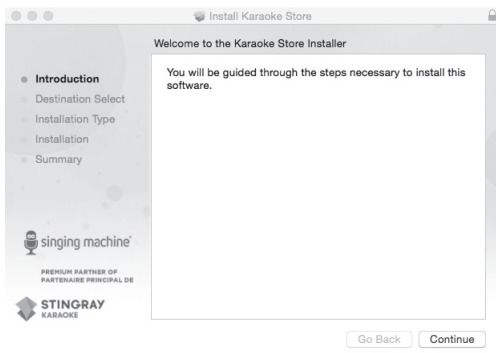 Install Karaoke Store
Welcome to the Karaoke Store Installer
Introduction
Destination Select
Installation Type
Installation
Summary
You will be guided through the steps necessary to install this
software.
singing machine
PREMIUM PARTNER OF
PARTENAIRE PRINCIPAL DE
STINGRAY
KARAOKE
Go Back
Continue